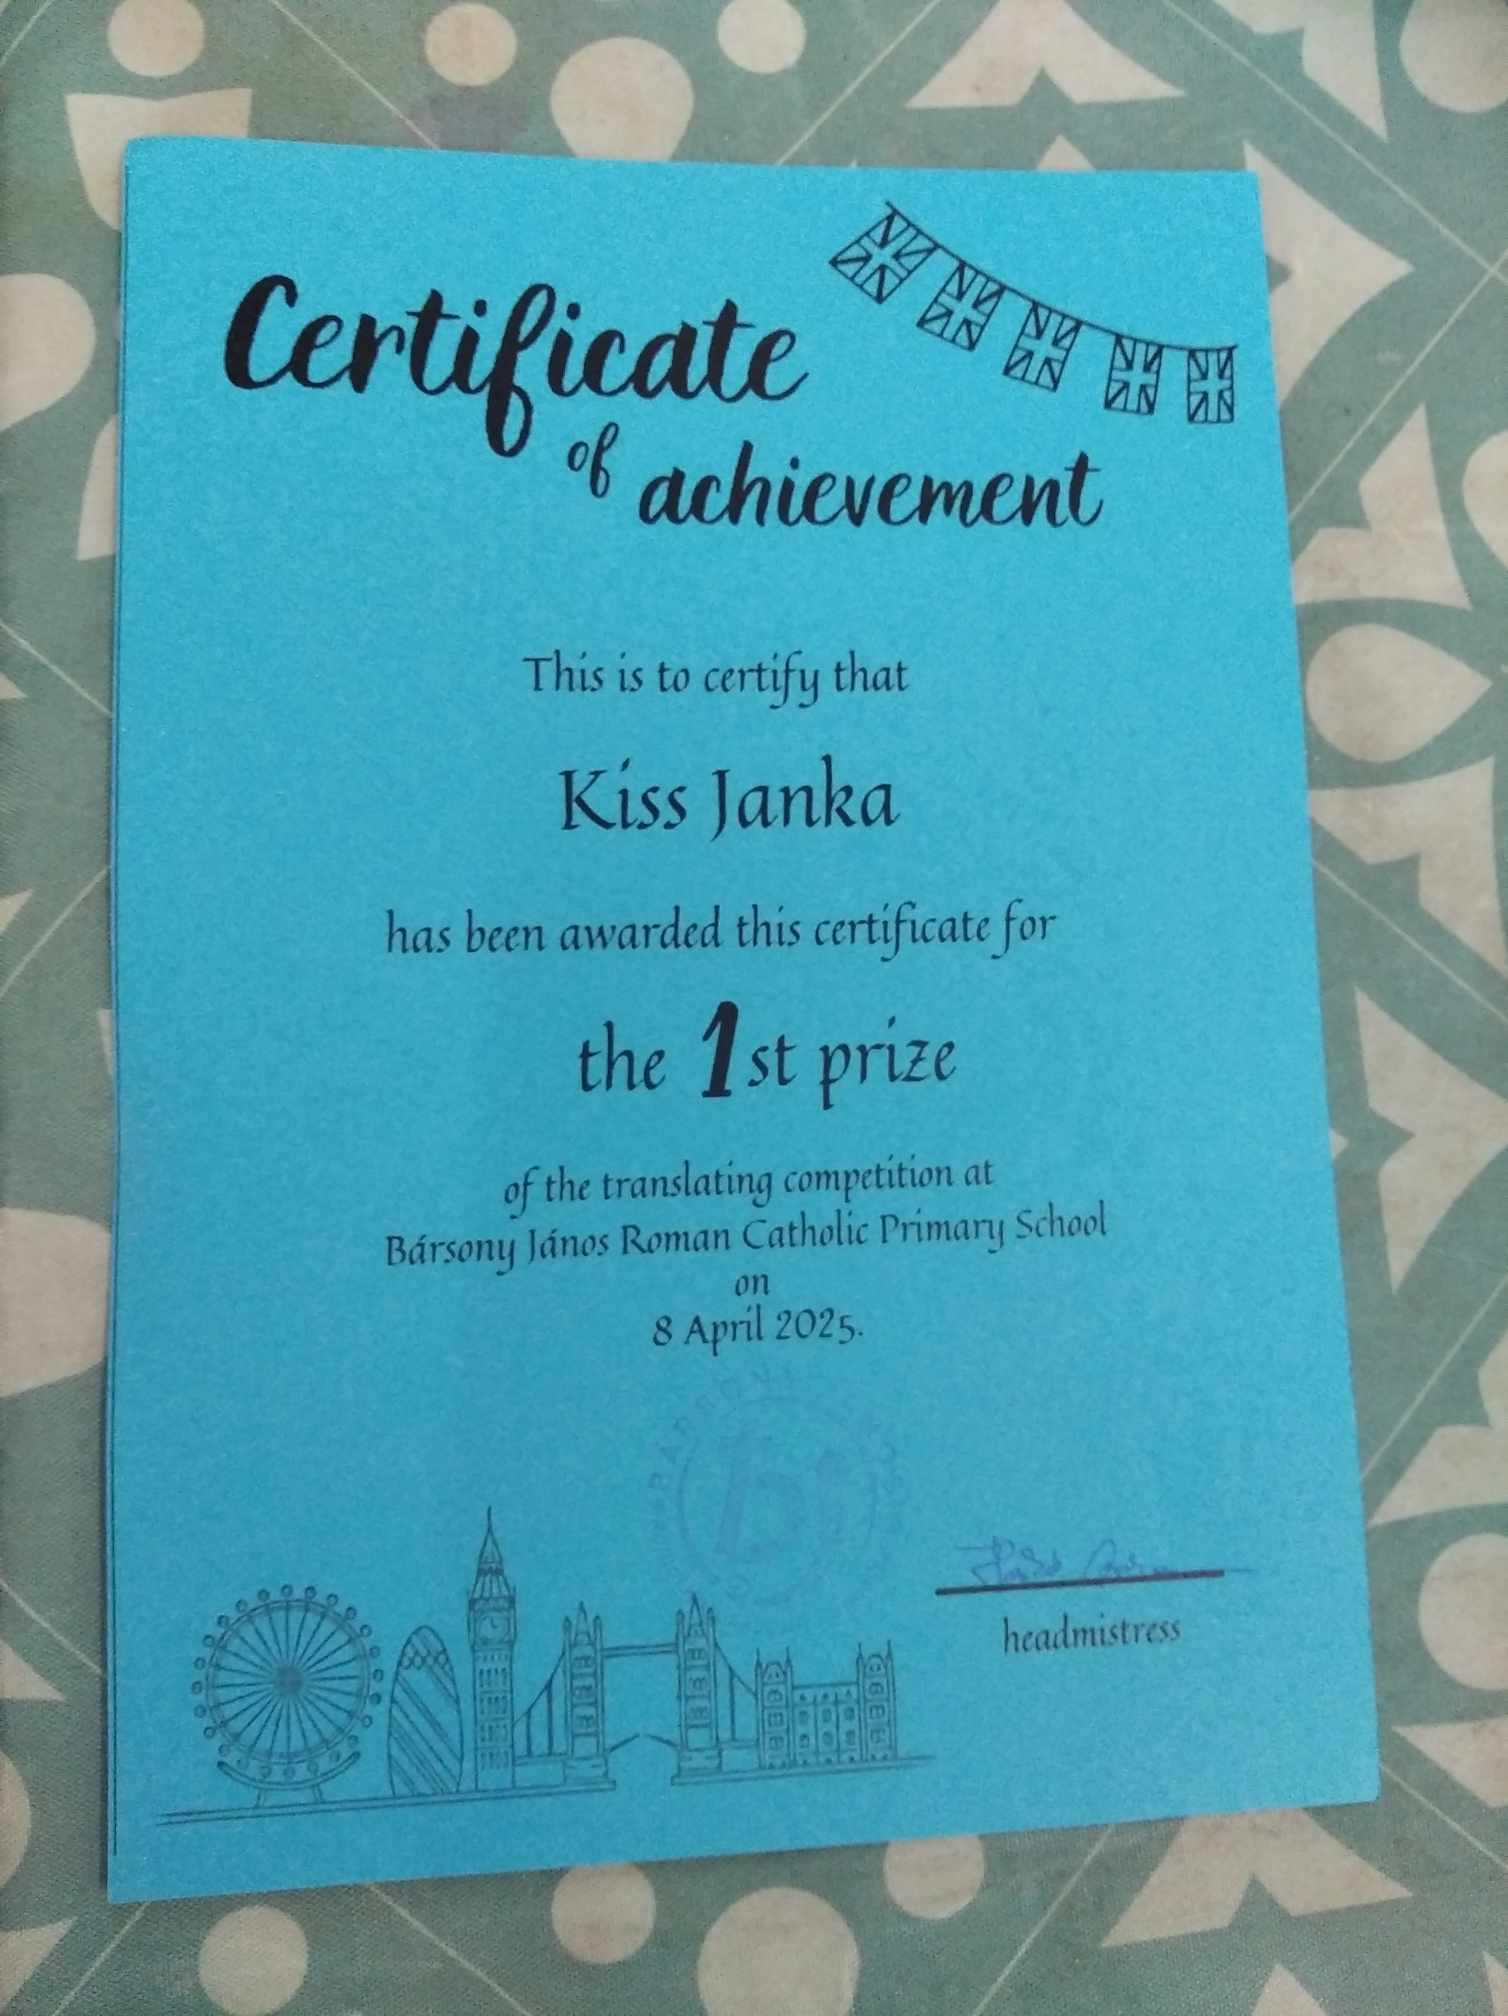 Certificate
of achievement
This is to certify that
Kiss Janka
has been awarded this certificate for
the 1st prize
of the translating competition at
Bársony János Roman Catholic Primary School
on
8 April 2025.
headmistress